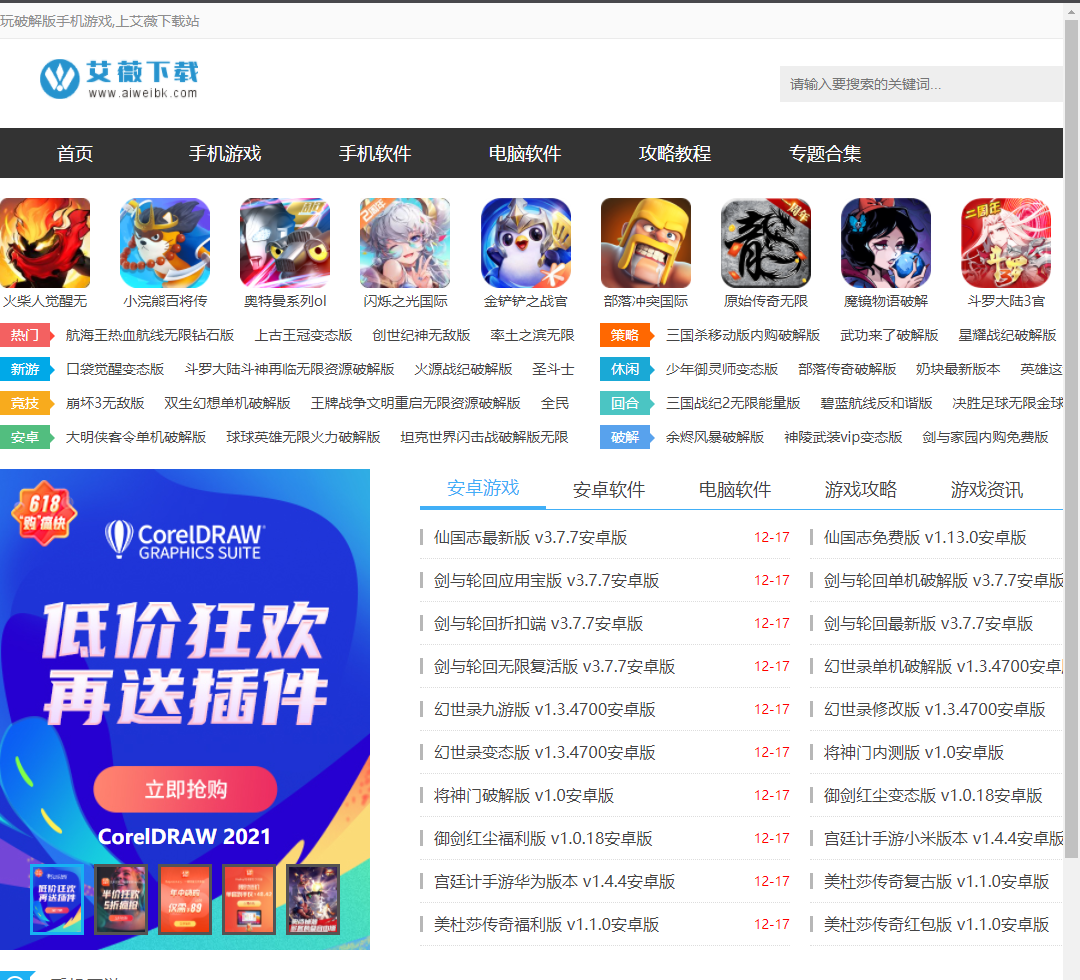 玩破解版手机游戏,上艾薇下载站
艾薇下载
www.aiweibk.com
请输入要搜索的关键词...
首页 手机游戏 手机软件 电脑软件 攻略教程 专题合集
火柴人觉醒无 小浣熊百将传 奥特曼系列ol 闪烁之光国际 金铲铲之战官 部落冲突国际 原始传奇无限 魔镜物语破解 斗罗大陆3官
热门 航海王热血航线无限钻石版 上古王冠变态版 创世纪神无敌版 率土之滨无限 策略 三国杀移动版内购破解版 武功来了破解版 星耀战纪破解版
新游 口袋觉醒变态版 斗罗大陆斗神再临无限资源破解版 火源战纪破解版 圣斗士 休闲 少年御灵师变态版 部落传奇破解版 奶块最新版本 英雄这
竞技 崩坏3无敌版 双生幻想单机破解版 王牌战争文明重启无限资源破解版 全民 回合 三国战纪2无限能量版 碧蓝航线反和谐版 决胜足球无限金球
安卓 大明侠客令单机破解版 球球英雄无限火力破解版 坦克世界闪击战破解版无限 破解 余烬风暴破解版 神陵武装vip变态版 剑与家园内购免费版
618
"购"疯快
CorelDRAW
GRAPHICS SUITE
低价狂欢
再送插件
立即抢购
CorelDRAW 2021
安卓游戏 安卓软件 电脑软件 游戏攻略 游戏资讯
仙国志最新版 v3.7.7安卓版 12-17 仙国志免费版 v1.13.0安卓版
剑与轮回应用宝版 v3.7.7安卓版 12-17 剑与轮回单机破解版 v3.7.7安卓版
剑与轮回折扣端 v3.7.7安卓版 12-17 剑与轮回最新版 v3.7.7安卓版
剑与轮回无限复活版 v3.7.7安卓版 12-17 幻世录单机破解版 v1.3.4700安卓
幻世录九游版 v1.3.4700安卓版 12-17 幻世录修改版 v1.3.4700安卓版
幻世录变态版 v1.3.4700安卓版 12-17 将神门内测版 v1.0安卓版
将神门破解版 v1.0安卓版 12-17 御剑红尘变态版 v1.0.18安卓版
御剑红尘福利版 v1.0.18安卓版 12-17 宫廷计手游小米版本 v1.4.4安卓版
宫廷计手游华为版本 v1.4.4安卓版 12-17 美杜莎传奇复古版 v1.1.0安卓版
美杜莎传奇福利版 v1.1.0安卓版 12-17 美杜莎传奇红包版 v1.1.0安卓版